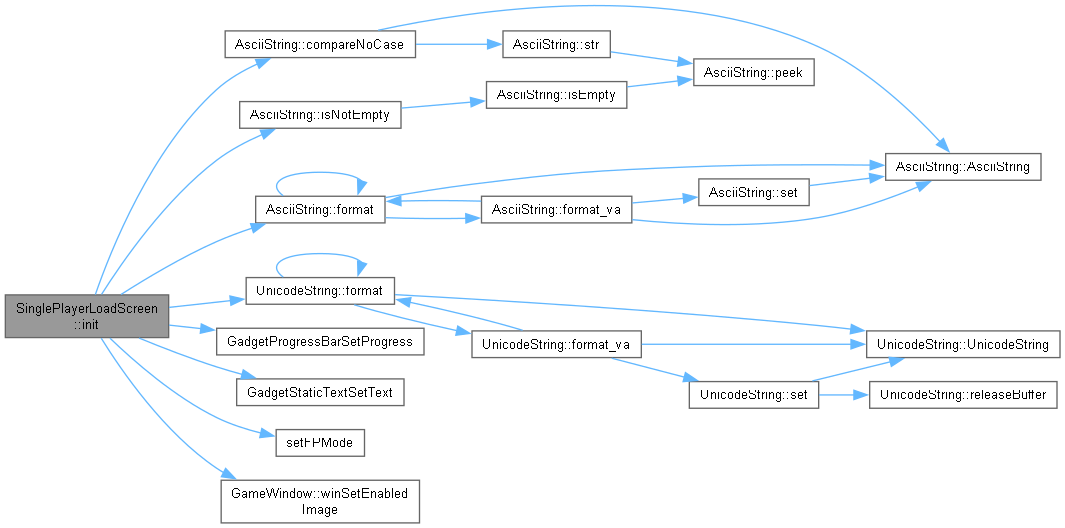 AsciiString::compareNoCase
AsciiString::str
AsciiString::peek
AsciiString::isEmpty
AsciiString::isNotEmpty
AsciiString::AsciiString
AsciiString::set
AsciiString::format
AsciiString::format_va
UnicodeString::format
SinglePlayerLoadScreen
::init
GadgetProgressBarSetProgress
UnicodeString::format_va
UnicodeString::UnicodeString
GadgetStaticTextSetText
UnicodeString::set
UnicodeString::releaseBuffer
setFPMode
GameWindow::winSetEnabled
Image